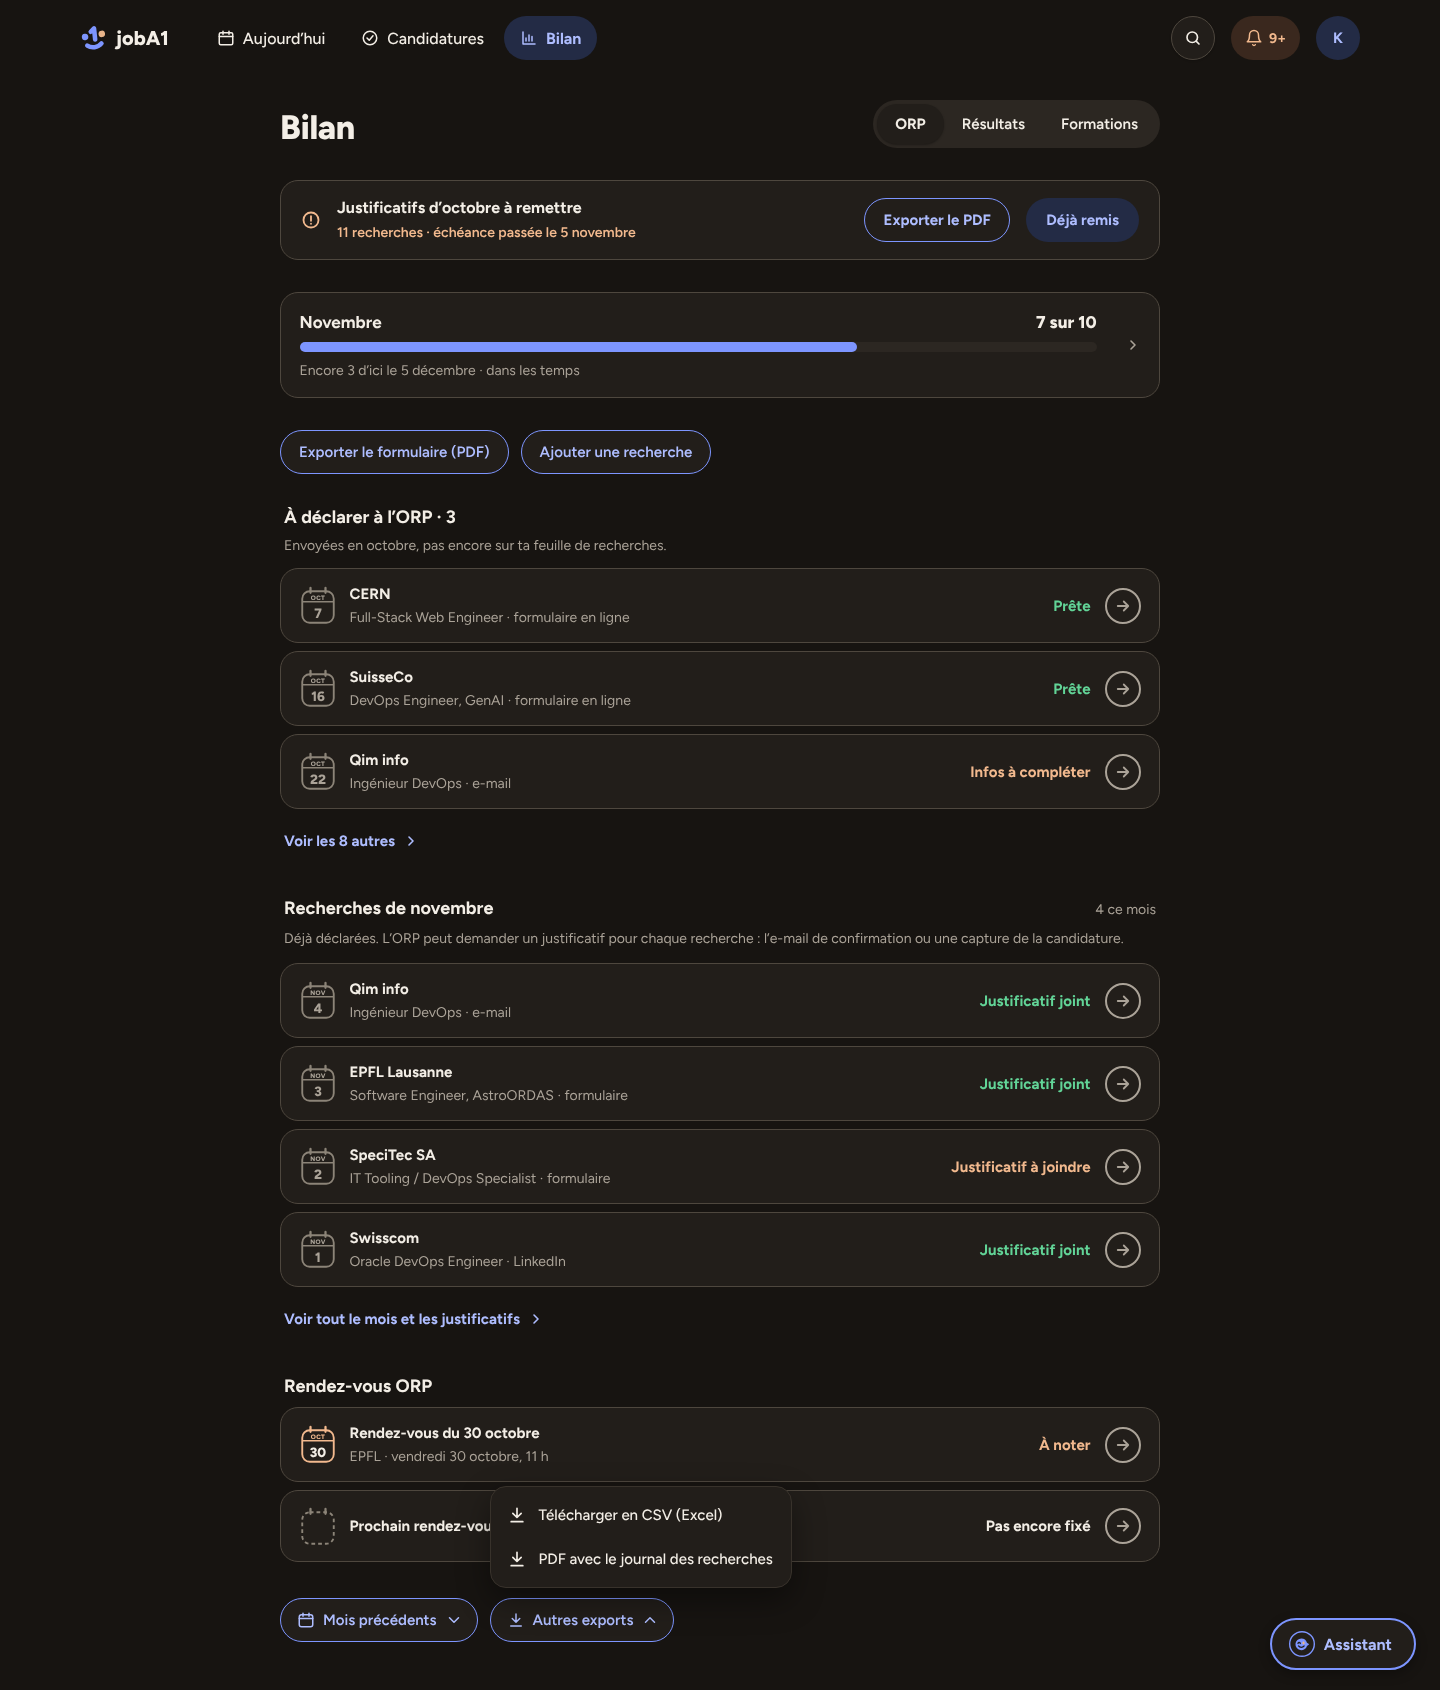 jobA1
Aujourd’hui
Candidatures
Bilan
9+
K
Bilan
ORP
Résultats
Formations
Justificatifs d’octobre à remettre
11 recherches · échéance passée le 5 novembre
Exporter le PDF
Déjà remis
Novembre
7 sur 10
Encore 3 d’ici le 5 décembre · dans les temps
Exporter le formulaire (PDF)
Ajouter une recherche
À déclarer à l’ORP · 3
Envoyées en octobre, pas encore sur ta feuille de recherches.
OCT
7
CERN
Full-Stack Web Engineer · formulaire en ligne
Prête
OCT
16
SuisseCo
DevOps Engineer, GenAI · formulaire en ligne
Prête
OCT
22
Qim info
Ingénieur DevOps · e-mail
Infos à compléter
Voir les 8 autres
Recherches de novembre
4 ce mois
Déjà déclarées. L’ORP peut demander un justificatif pour chaque recherche : l’e-mail de confirmation ou une capture de la candidature.
NOV
4
Qim info
Ingénieur DevOps · e-mail
Justificatif joint
NOV
3
EPFL Lausanne
Software Engineer, AstroORDAS · formulaire
Justificatif joint
NOV
2
SpeciTec SA
IT Tooling / DevOps Specialist · formulaire
Justificatif à joindre
NOV
1
Swisscom
Oracle DevOps Engineer · LinkedIn
Justificatif joint
Voir tout le mois et les justificatifs
Rendez-vous ORP
OCT
30
Rendez-vous du 30 octobre
EPFL · vendredi 30 octobre, 11 h
À noter
Prochain rendez-vou
Pas encore fixé
Télécharger en CSV (Excel)
PDF avec le journal des recherches
Mois précédents
Autres exports
Assistant